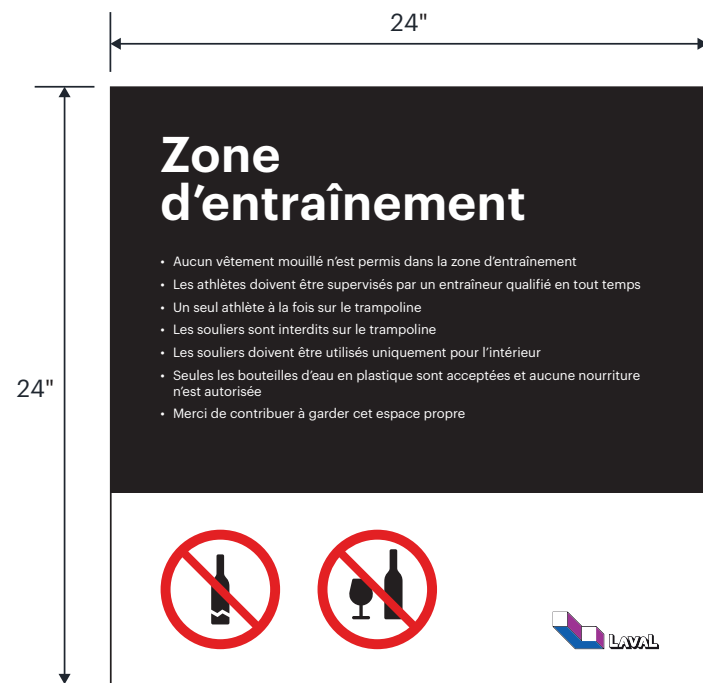 24"
Zone
d’entraînement
• Aucun vêtement mouillé n’est permis dans la zone d’entraînement
• Les athlètes doivent être supervisés par un entraîneur qualifié en tout temps
• Un seul athlète à la fois sur le trampoline
• Les souliers sont interdits sur le trampoline
• Les souliers doivent être utilisés uniquement pour l’intérieur
• Seules les bouteilles d’eau en plastique sont acceptées et aucune nourriture
n’est autorisée
• Merci de contribuer à garder cet espace propre
24"
LAVAL